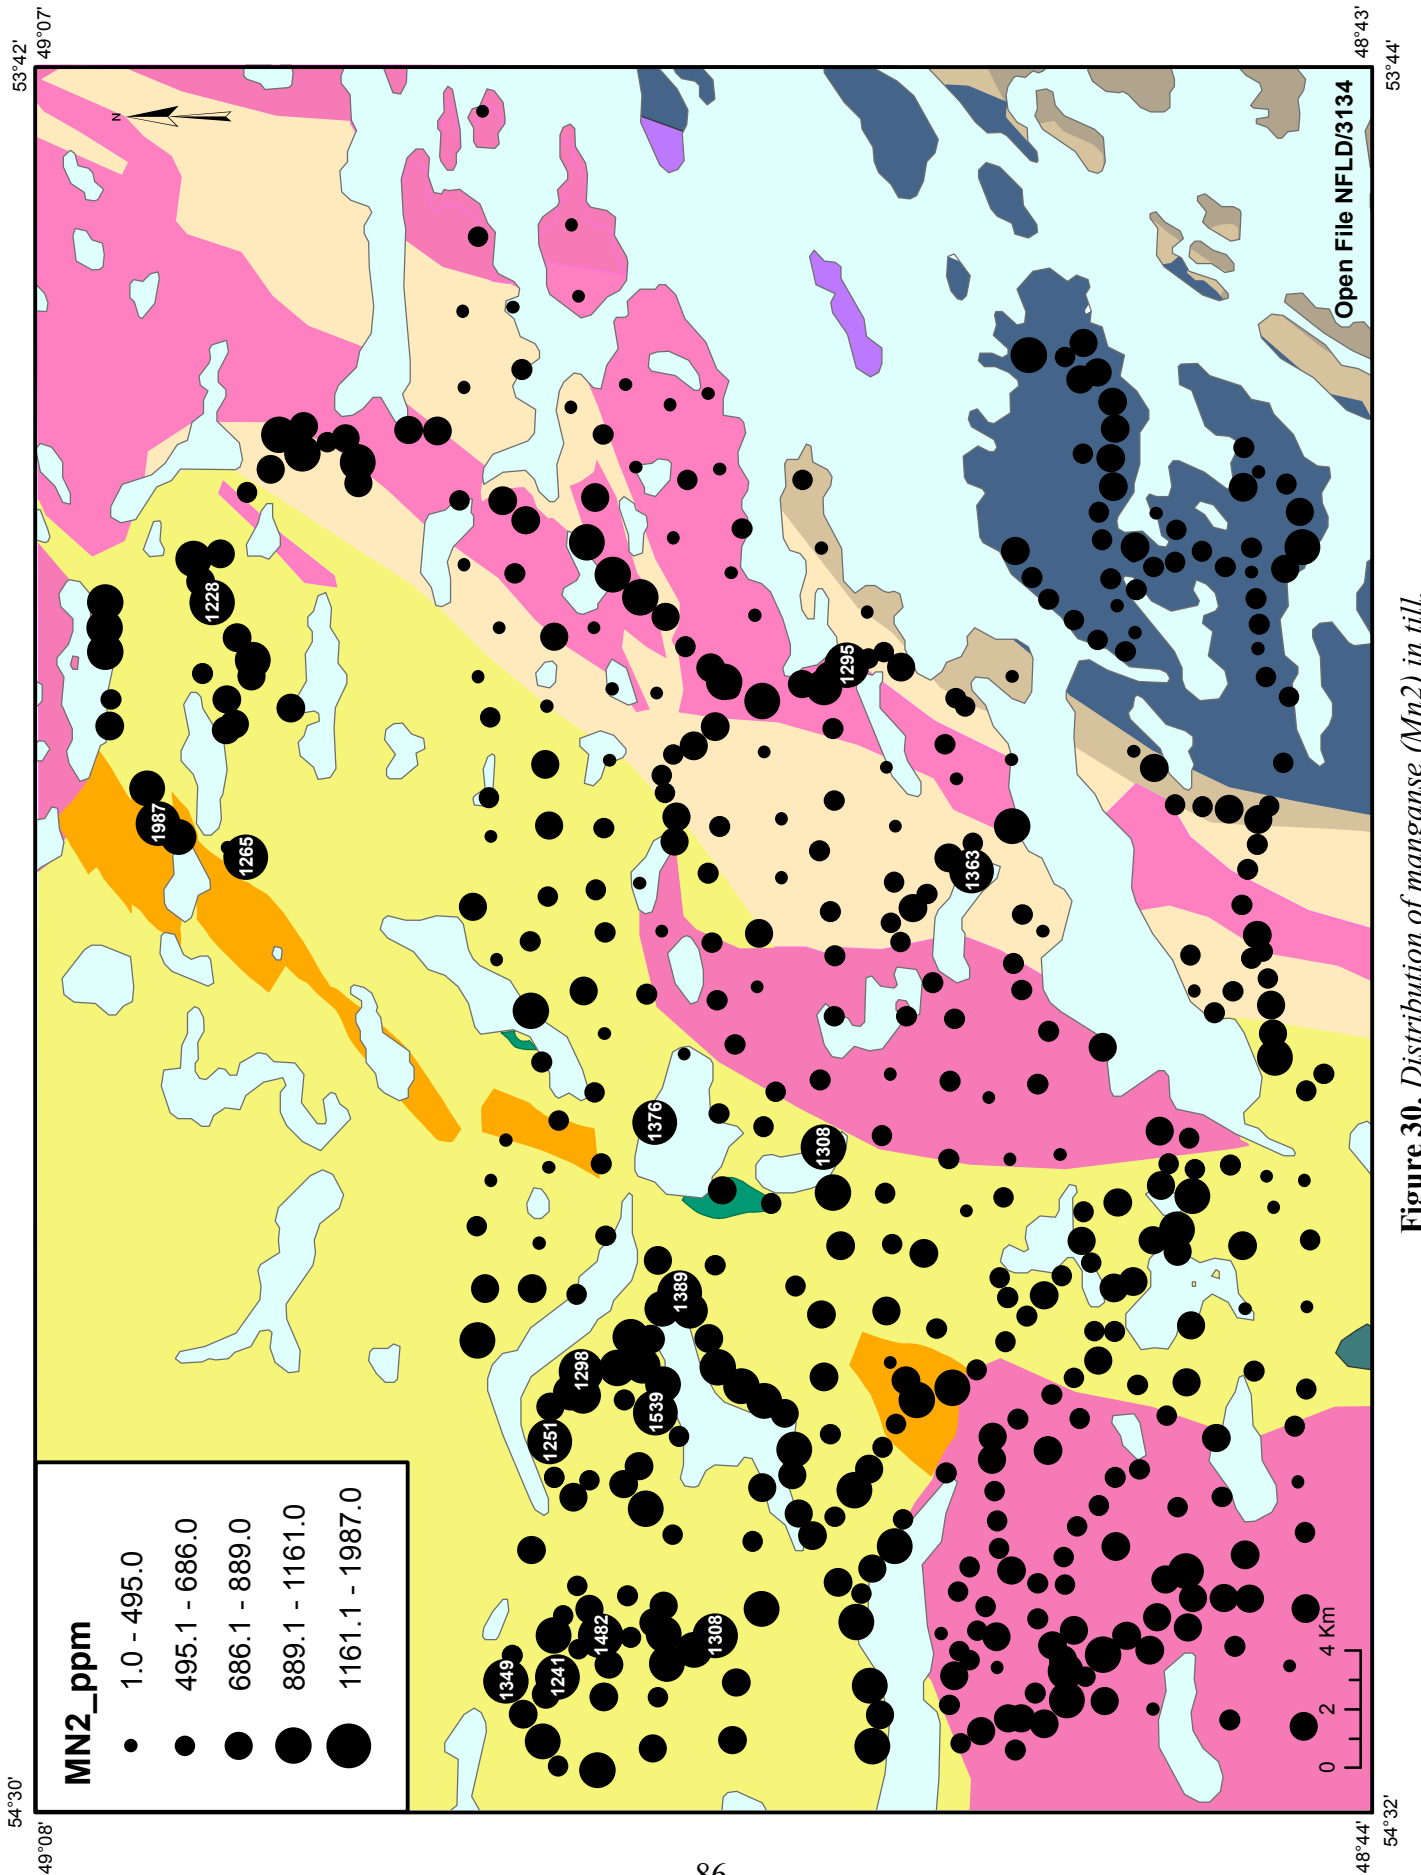 54°30'
53°42'
49°08'
49°07'
N
MN2_ppm
1.0 - 495.0
495.1 - 686.0
686.1 - 889.0
889.1 - 1161.0
1161.1 - 1987.0
1987
1265
1228
1349
1241
1482
1308
1251
1298
1539
1389
1376
1308
1295
1363
0 2 4 Km
Open File NFLD/3134
48°44'
48°43'
54°32'
53°44'
Figure 30. Distribution of manganse (Mn2) in till.
86